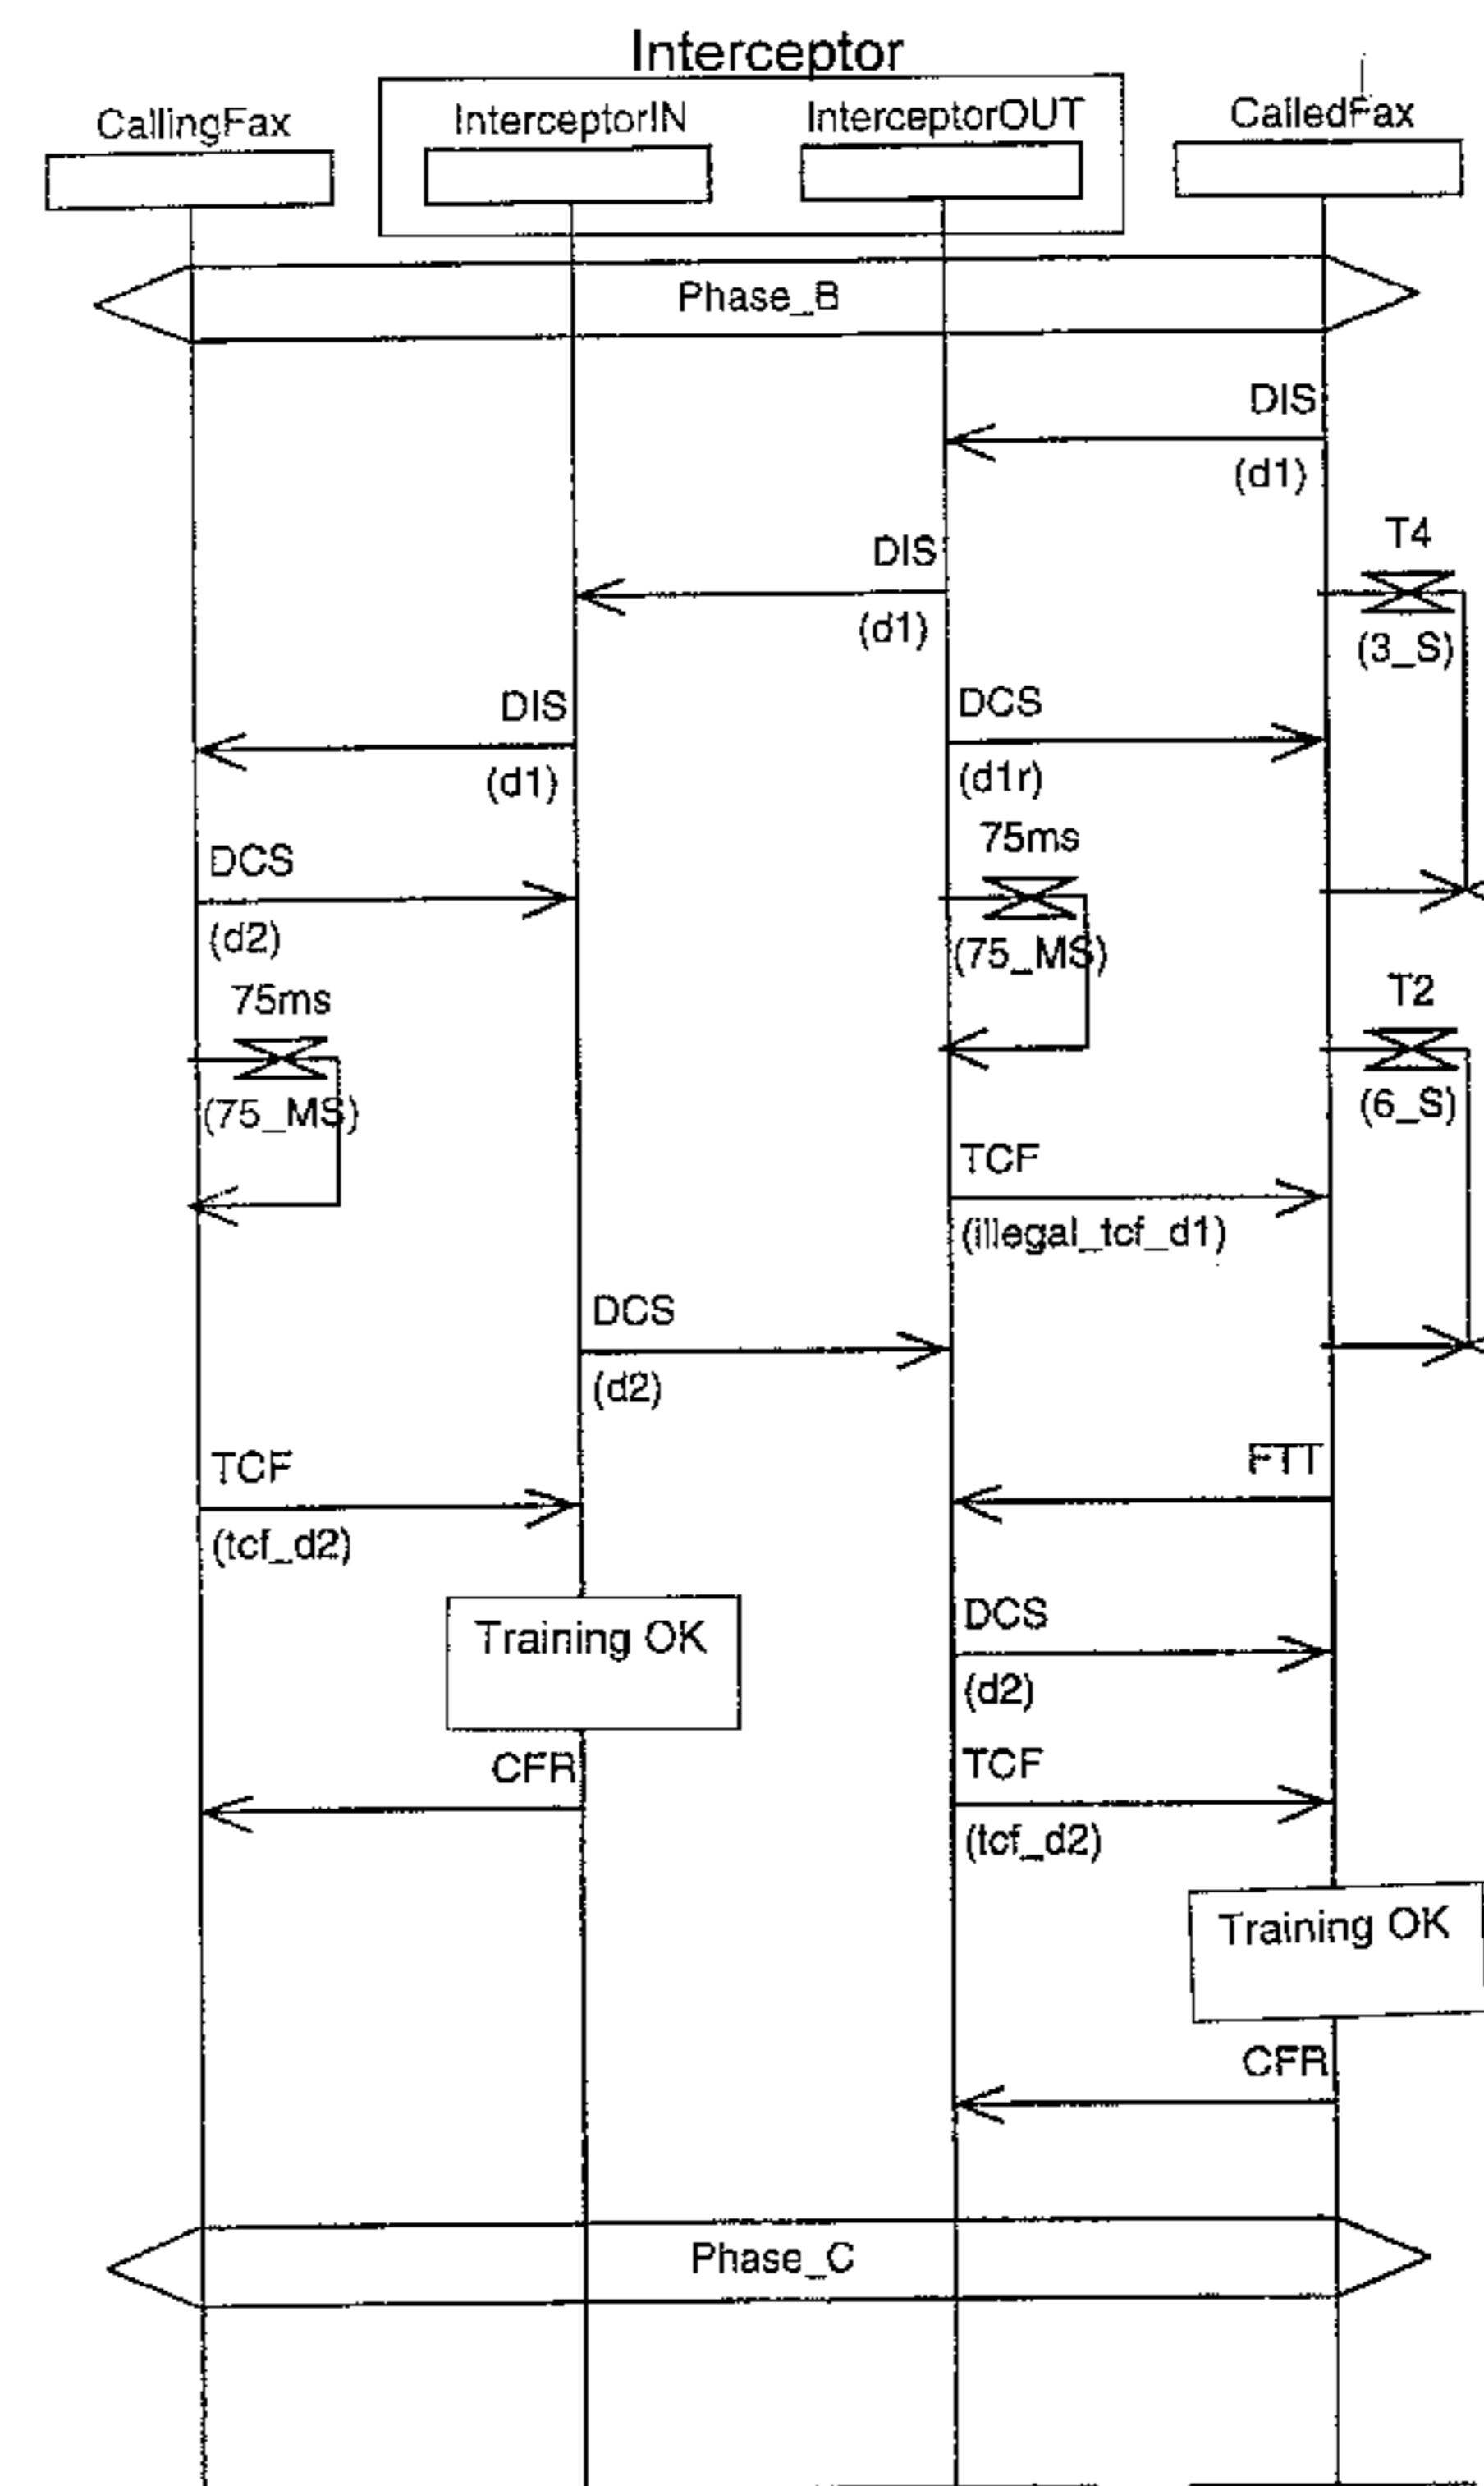 Interceptor
CallingFax
InterceptorIN
InterceptorOUT
CalledFax
Phase_B
DIS
(d1)
T4
DIS
(d1)
(3_S)
DIS
DCS
(d1)
(d1r)
75ms
DCS
(d2)
(75_MS)
75ms
T2
(75_MS)
(6_S)
TCF
(illegal_tcf_d1)
DCS
(d2)
TCF
FTT
(tcf_d2)
Training OK
DCS
(d2)
CFR
TCF
(tcf_d2)
Training OK
CFR
Phase_C